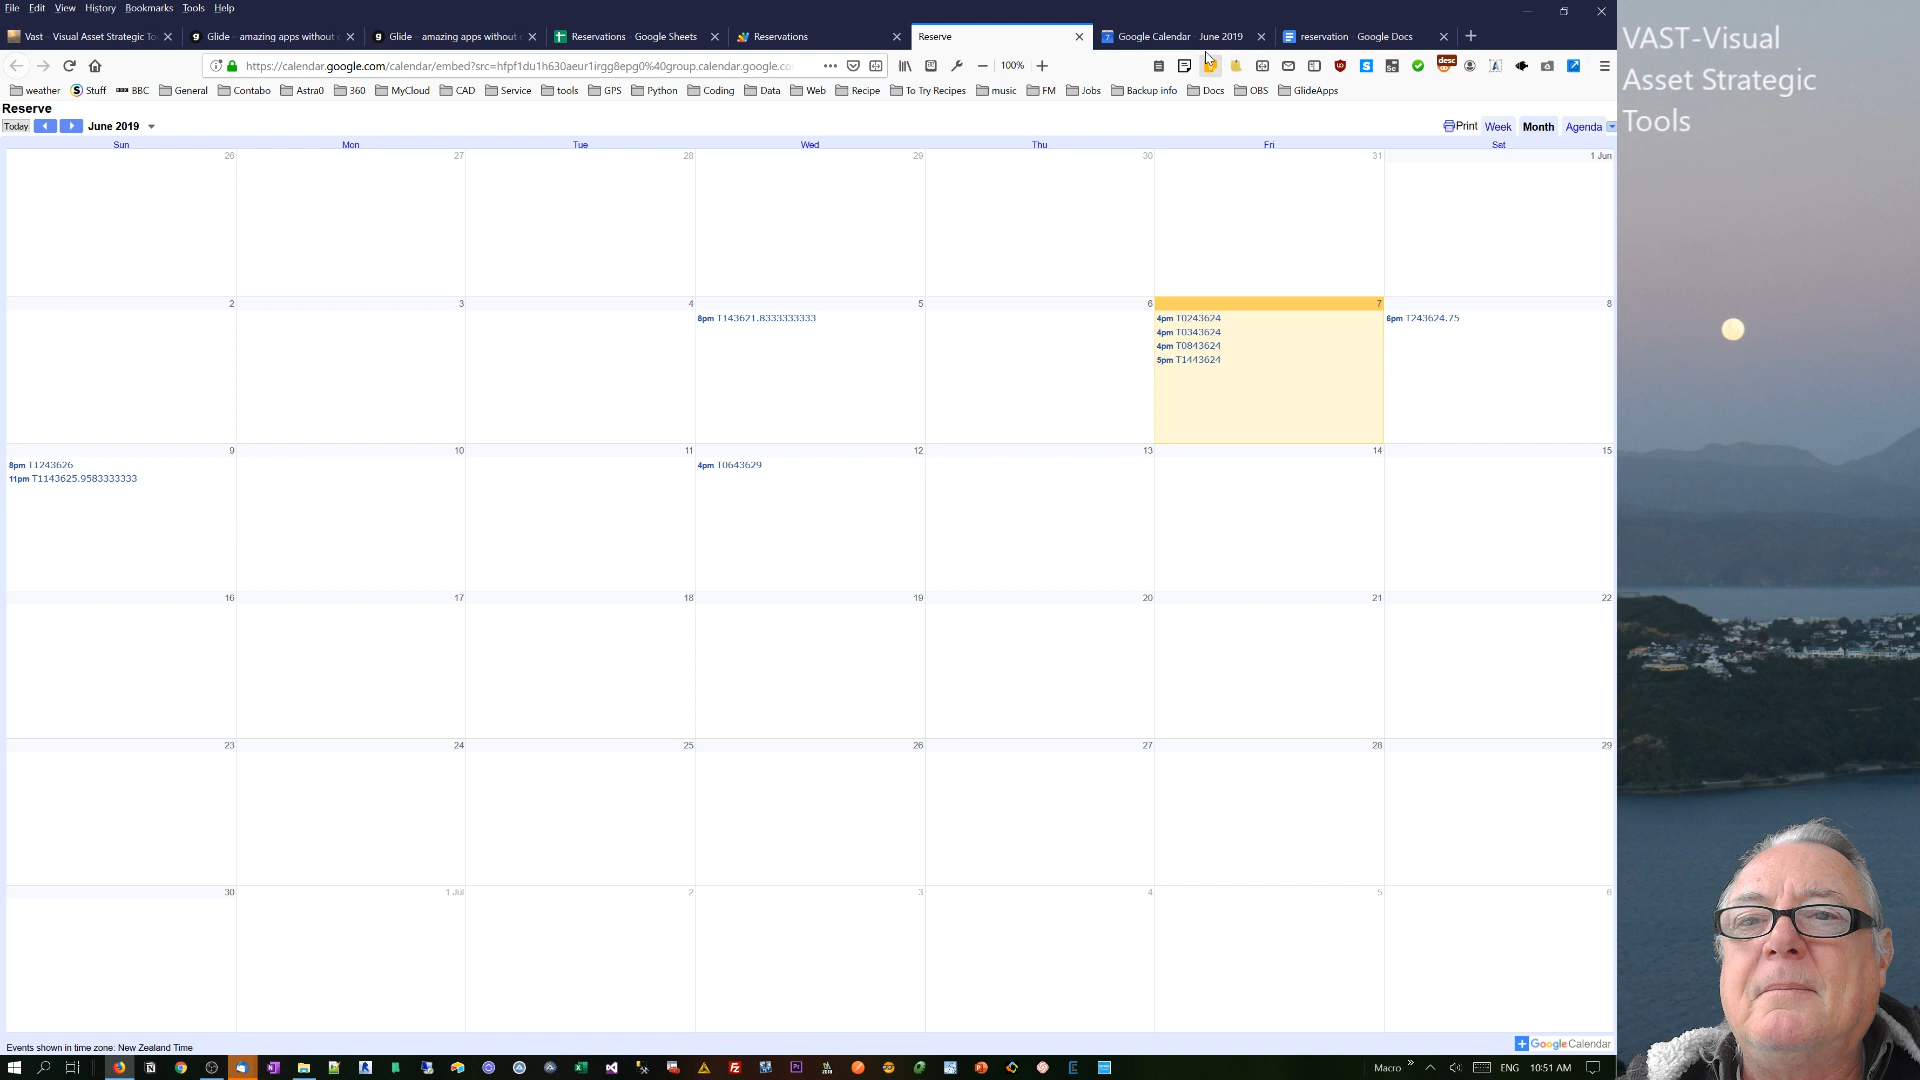 File Edit View History Bookmarks Tools Help
Vast - Visual Asset Strategic To
Glide - amazing apps without
Glide - amazing apps without
Reservations - Google Sheets
Reservations
Reserve
Google Calendar - June 2019
reservation - Google Docs
https://calendar.google.com/calendar/embed?src=hfpf1du1h630aeur1irgg8epg0%40group.calendar.google.co
100%
desc
weather Stuff BBC General Contabo Astra0 360 MyCloud CAD Service tools GPS Python Coding Data Web Recipe To Try Recipes music FM Jobs Backup info Docs OBS GlideApps
Reserve
Today June 2019 Print Week Month Agenda
Sun Mon Tue Wed Thu Fri Sat
26 27 28 29 30 31 1 Jun
2 3 4 5 6 7 8
8pm T143621.8333333333
4pm T0243624
4pm T0343624
4pm T0843624
5pm T1443624
6pm T243624.75
9 10 11 12 13 14 15
8pm T1243626
11pm T1143625.9583333333
4pm T0643629
16 17 18 19 20 21 22
23 24 25 26 27 28 29
30 1 Jul 2 3 4 5 6
Events shown in time zone: New Zealand Time
Google Calendar
Macro ENG 10:51 AM
VAST-Visual
Asset Strategic
Tools